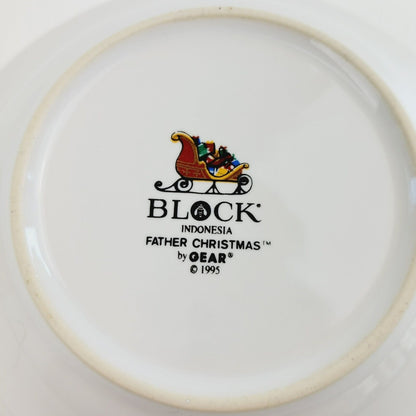 BLOCK®
INDONESIA
FATHER CHRISTMAS™
by GEAR®
© 1995